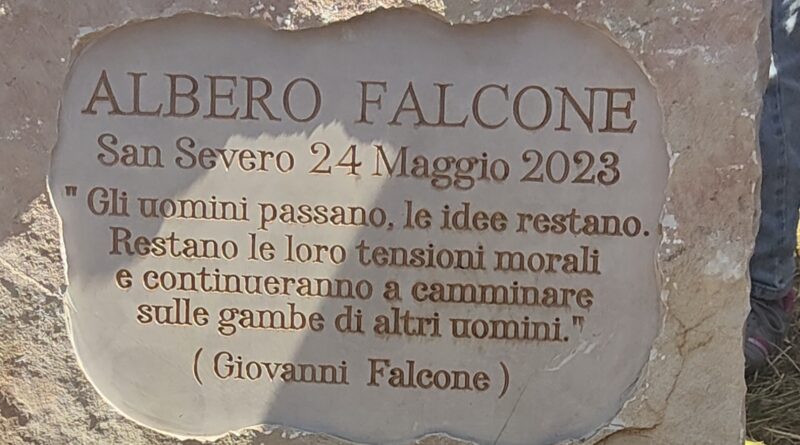 ALBERO FALCONE
San Severo 24 Maggio 2023
" Gli uomini passano, le idee restano.
Restano le loro tensioni morali
e continueranno a camminare
sulle gambe di altri uomini."
( Giovanni Falcone )